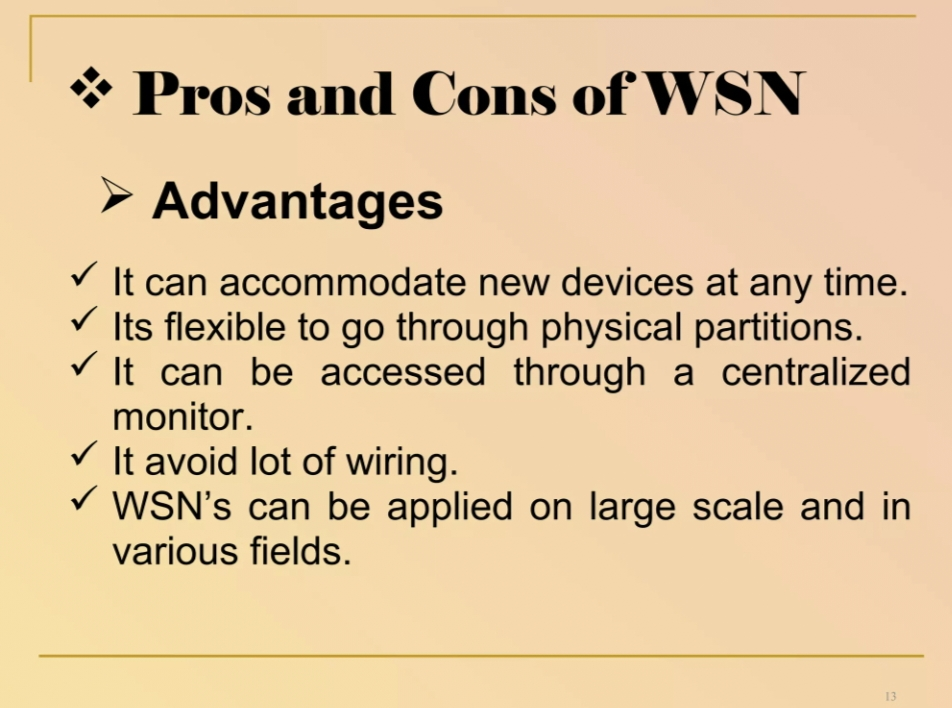 ❖ Pros and Cons of WSN
➢ Advantages
✓ It can accommodate new devices at any time.
✓ Its flexible to go through physical partitions.
✓ It can be accessed through a centralized
monitor.
✓ It avoid lot of wiring.
✓ WSN’s can be applied on large scale and in
various fields.
13